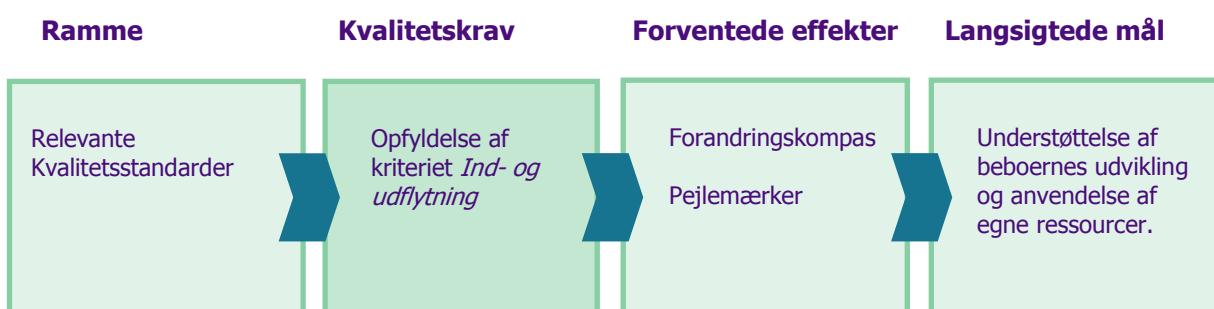 Ramme
Kvalitetskrav
Forventede effekter
Langsigtede mål
Relevante
Kvalitetsstandarder
Opfyldelse af
kriteriet Ind- og
udflytning
Forandringskompas
Pejlemærker
Understøttelse af
beboernes udvikling
og anvendelse af
egne ressourcer.